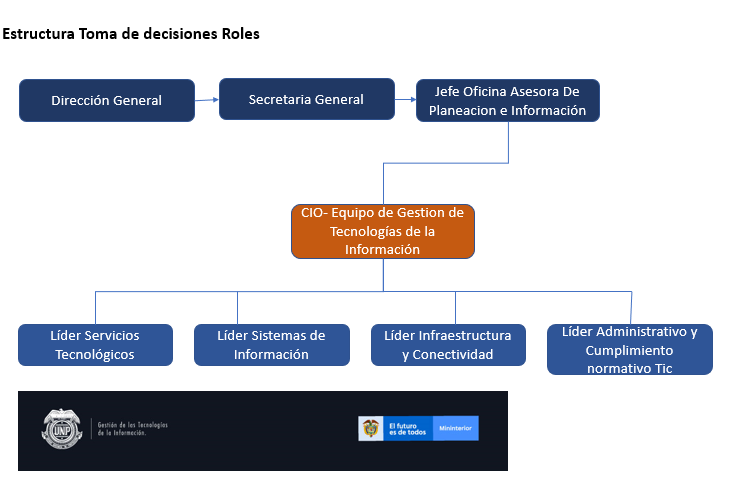 Estructura Toma de decisiones Roles
Dirección General
Secretaria General
Jefe Oficina Asesora De
Planeacion e Información
CIO- Equipo de Gestion de
Tecnologías de la
Información
Líder Servicios
Tecnológicos
Líder Sistemas de
Información
Líder Infraestructura
y Conectividad
Líder Administrativo y
Cumplimiento
normativo Tic
UNP
Gestión de las Tecnologías
de la Información.
El futuro
es de todos
Mininterior